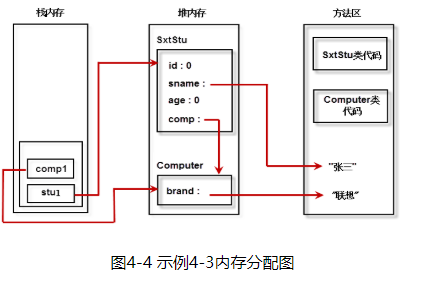 栈内存
堆内存
方法区
SxtStu
id : 0
sname :
age : 0
comp :
Computer
brand :
comp1
stu1
SxtStu类代码
Computer类
代码
"张三"
"联想"
图4-4 示例4-3内存分配图